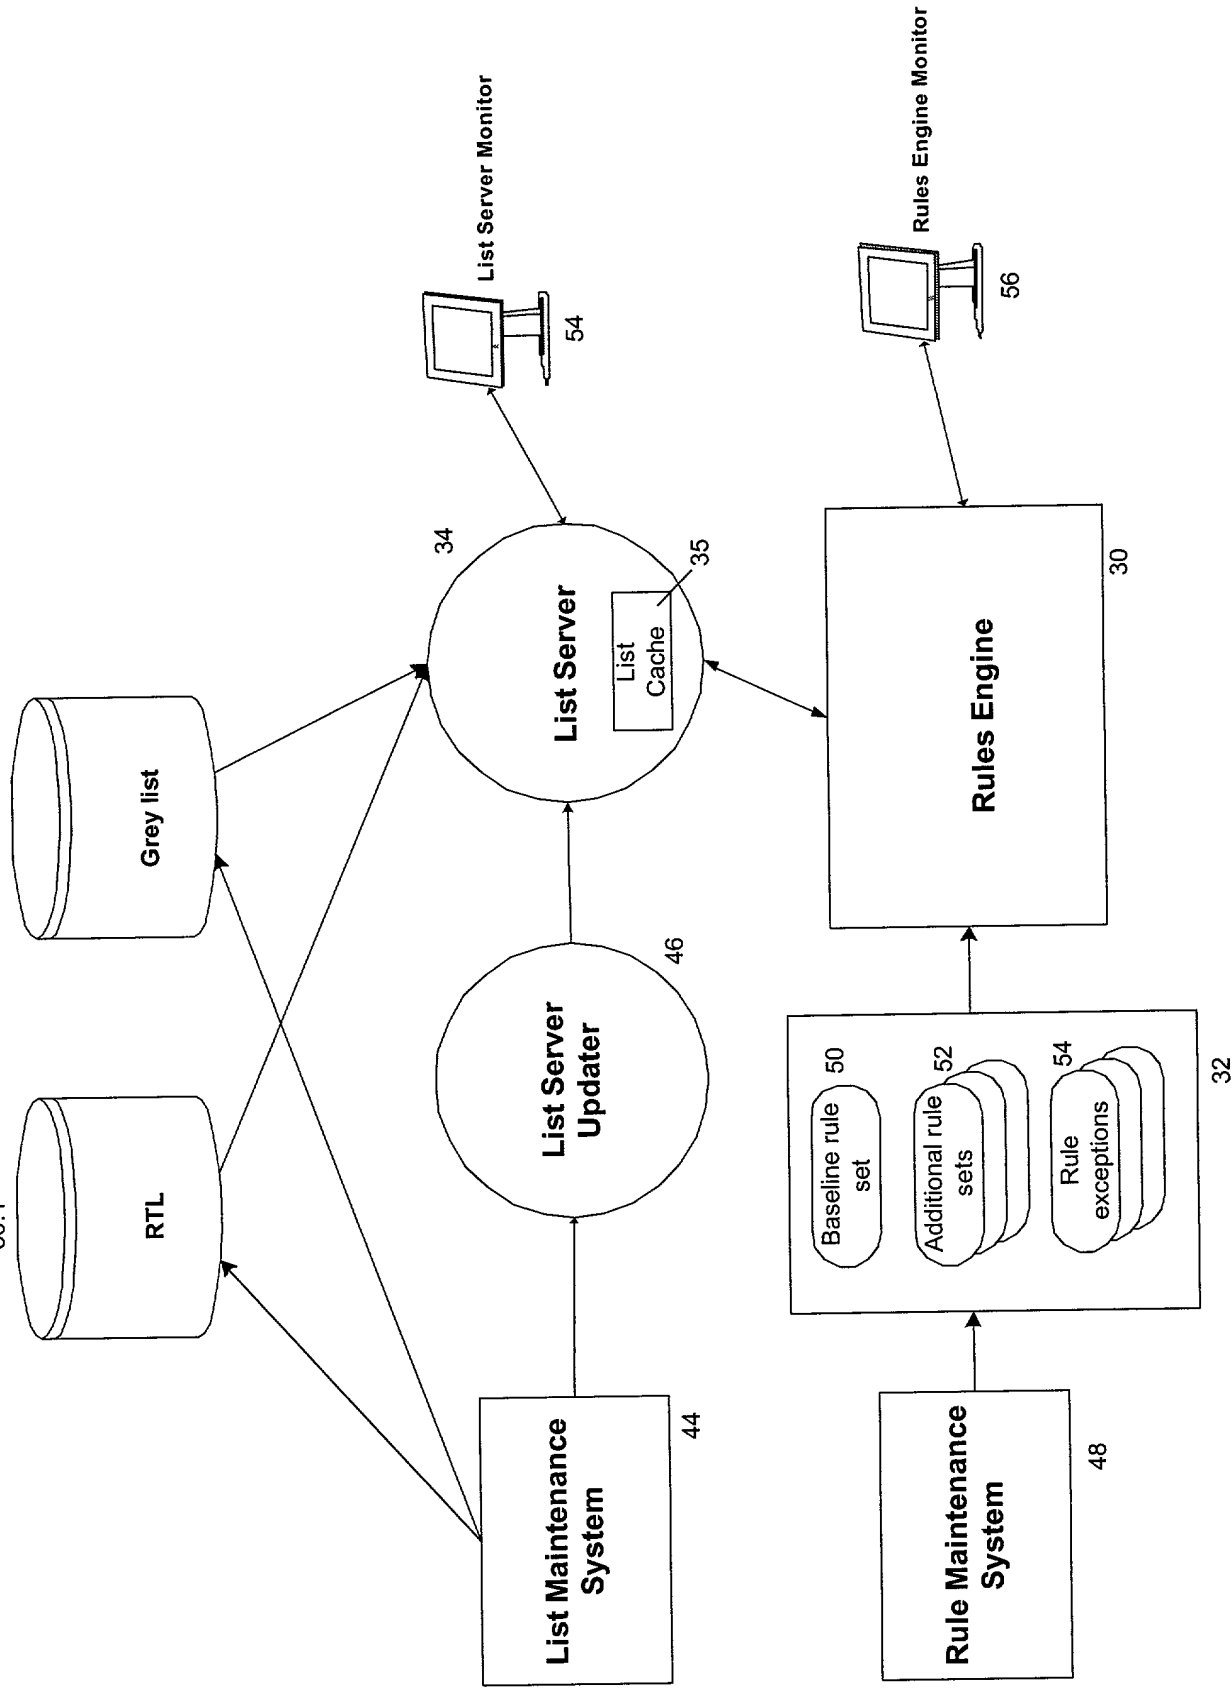 RTL
Grey list
List Maintenance
System
44
List Server
Updater
46
List Server
34
List
Cache
35
List Server Monitor
54
Rule Maintenance
System
48
Baseline rule
set
50
Additional rule
sets
52
Rule
exceptions
54
32
Rules Engine
30
Rules Engine Monitor
56